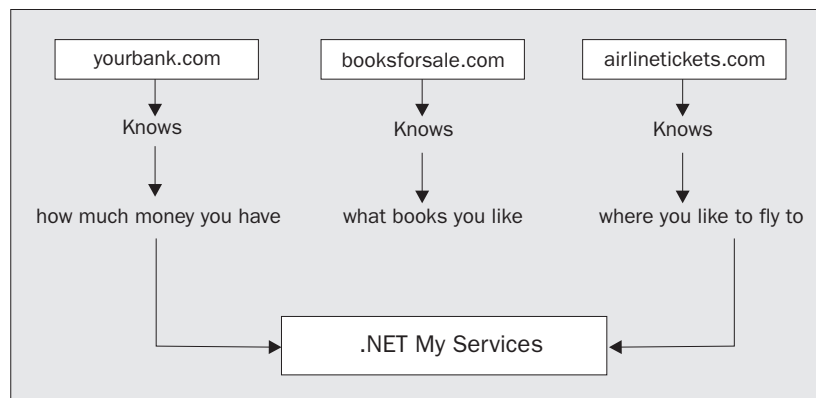 yourbank.com
booksforsale.com
airlinetickets.com
Knows
Knows
Knows
how much money you have
what books you like
where you like to fly to
.NET My Services